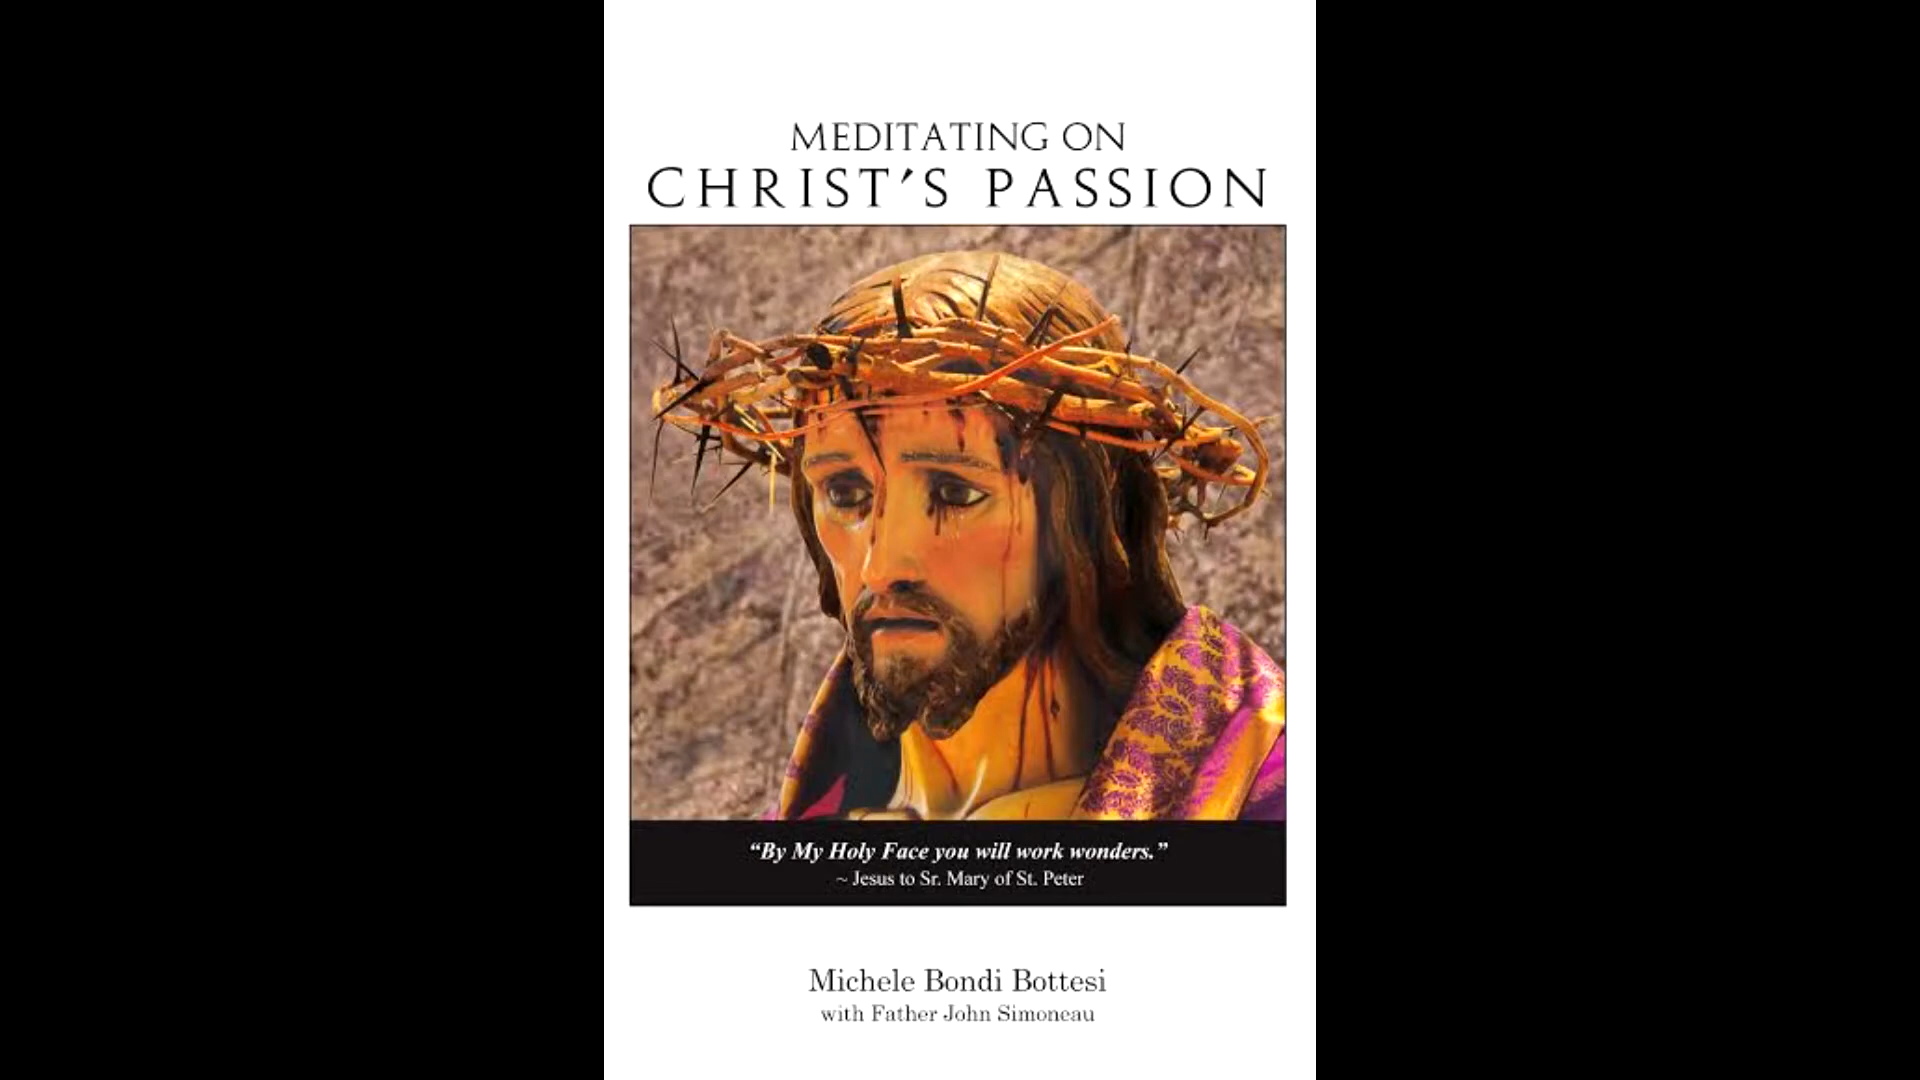 MEDITATING ON
CHRIST'S PASSION
“By My Holy Face you will work wonders.”
~ Jesus to Sr. Mary of St. Peter
Michele Bondi Bottesi
with Father John Simoneau